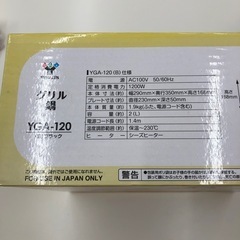 グリル
鍋
YGA-120
ブラック
YGA-120(B)仕様
電源 AC100V 50/60Hz
定格消費電力 1200W
本体寸法(約) 幅290mm×奥行350mm×高さ168mm
プレート寸法(約) 直径230mm×深さ50mm
本体重量(約) 1.9kg(ふた、電源コード含む)
容量(約) 2.0L
電源コード長(約) 1.4m
温度調節(約) 保温~230℃
ヒーター シーズヒーター
FOR USE IN JAPAN ONLY
警告
高さ
168mm